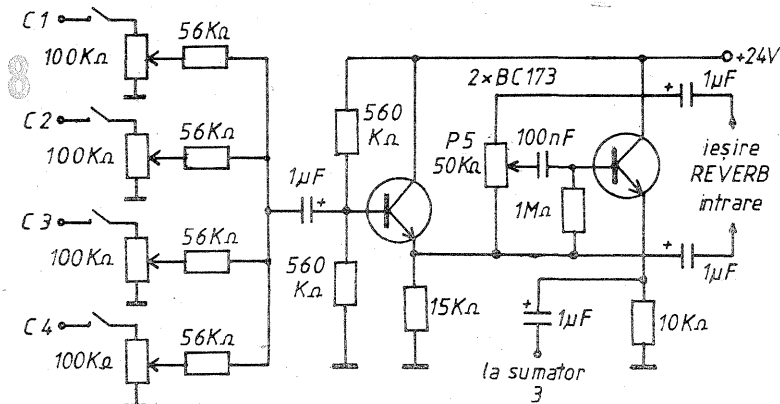 8
C1
100KΩ
56KΩ
C2
100KΩ
56KΩ
C3
100KΩ
56KΩ
C4
100KΩ
56KΩ
1µF
+
560
KΩ
560
KΩ
15KΩ
2×BC173
P5
50KΩ
100nF
1MΩ
+
1µF
la sumator
3
10KΩ
+24V
+
1µF
ieșire
REVERB
intrare
+
1µF